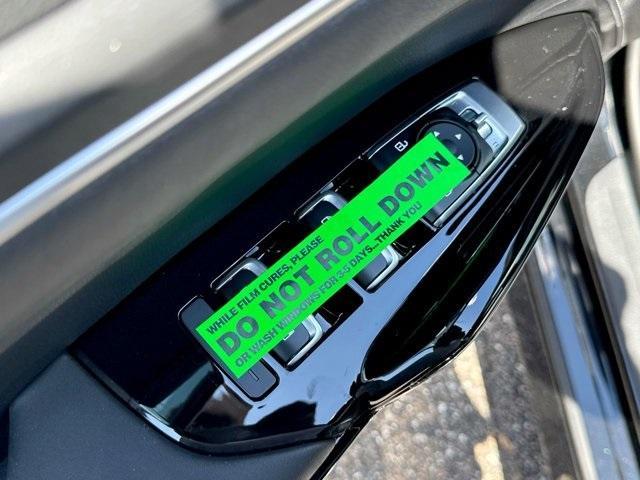 WHILE FILM CURES, PLEASE
DO NOT ROLL DOWN
OR WASH WINDOWS FOR 3-5 DAYS...THANK YOU